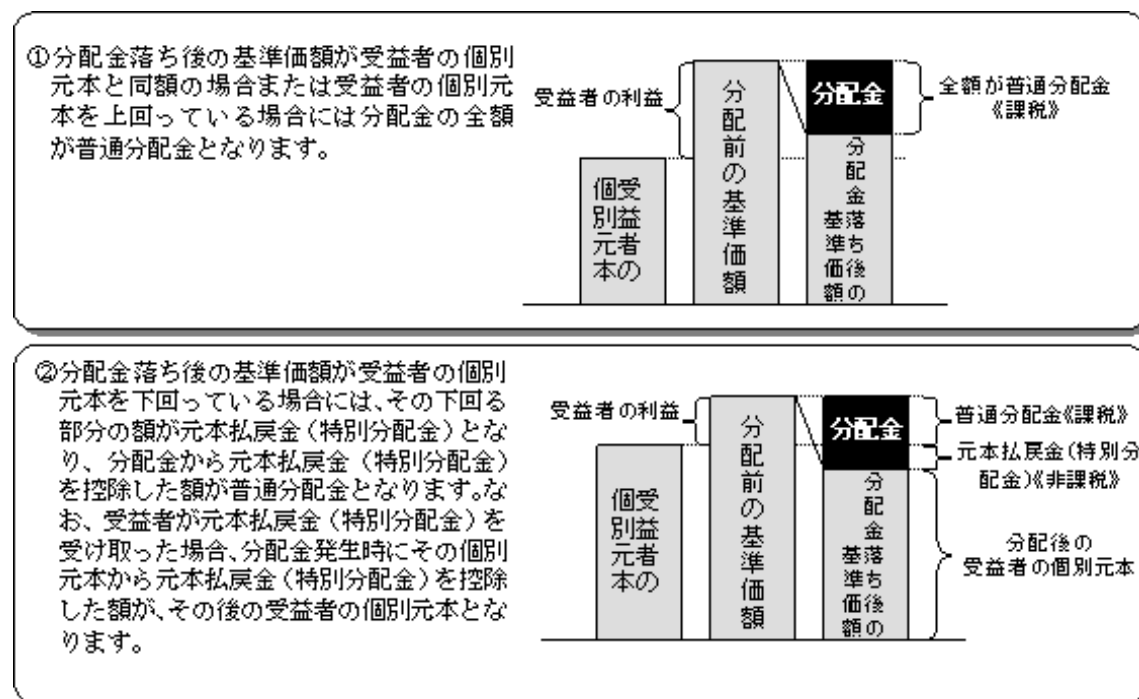 ①分配金落ち後の基準価額が受益者の個別
元本と同額の場合または受益者の個別元
本を上回っている場合には分配金の全額
が普通分配金となります。
受益者の利益
受益者の
個別元本
分配前の基準価額
分配金
分配金落ち後の
基準価額
全額が普通分配金
《課税》
②分配金落ち後の基準価額が受益者の個別
元本を下回っている場合には、その下回る
部分の額が元本払戻金（特別分配金）とな
り、分配金から元本払戻金（特別分配金）
を控除した額が普通分配金となります。な
お、受益者が元本払戻金（特別分配金）を
受け取った場合、分配金発生時にその個別
元本から元本払戻金（特別分配金）を控除
した額が、その後の受益者の個別元本とな
ります。
受益者の利益
受益者の
個別元本
分配前の基準価額
分配金
分配金落ち後の
基準価額
普通分配金《課税》
元本払戻金（特別分
配金）《非課税》
分配後の
受益者の個別元本